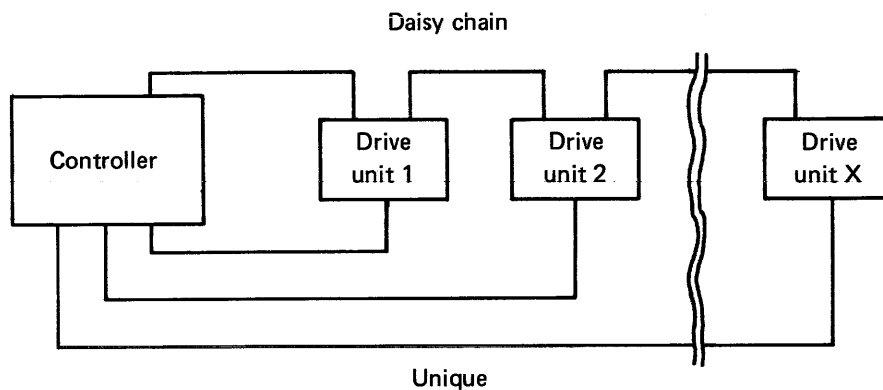 Daisy chain
Controller
Drive
unit 1
Drive
unit 2
Drive
unit X
Unique